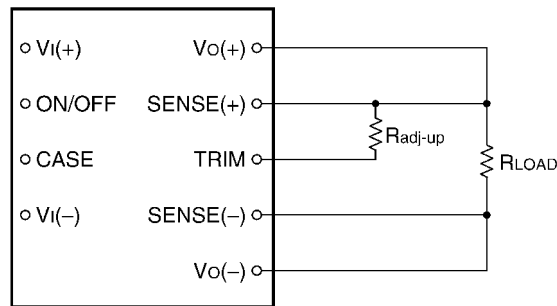 VI(+) VO(+)
ON/OFF SENSE(+)
Radj-up
CASE TRIM
RLOAD
VI(–) SENSE(–)
VO(–)